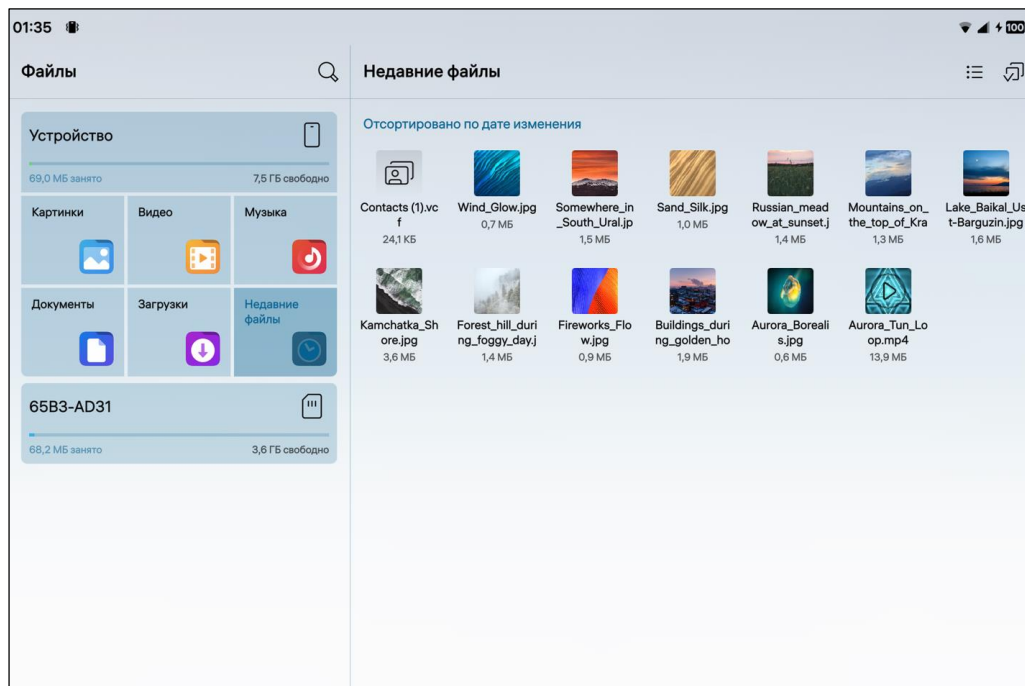 01:35
100
Файлы
Недавние файлы
Устройство
69,0 МБ занято
7,5 ГБ свободно
Картинки
Видео
Музыка
Документы
Загрузки
Недавние
файлы
65B3-AD31
68,2 МБ занято
3,6 ГБ свободно
Отсортировано по дате изменения
Contacts (1).vc
f
24,1 КБ
Wind_Glow.jpg
0,7 МБ
Somewhere_in
_South_Ural.jp
1,5 МБ
Sand_Silk.jpg
1,0 МБ
Russian_mead
ow_at_sunset.j
1,4 МБ
Mountains_on_
the_top_of_Kra
1,3 МБ
Lake_Baikal_Us
t-Barguzin.jpg
1,6 МБ
Kamchatka_Sh
ore.jpg
3,6 МБ
Forest_hill_duri
ng_foggy_day.j
1,4 МБ
Fireworks_Flo
w.jpg
0,9 МБ
Buildings_duri
ng_golden_ho
1,9 МБ
Aurora_Boreali
s.jpg
0,6 МБ
Aurora_Tun_Lo
op.mp4
13,9 МБ